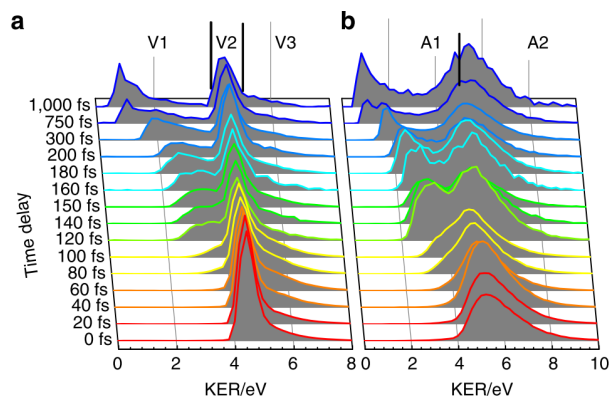 a
b
V1
V2
V3
A1
A2
1,000 fs
750 fs
300 fs
200 fs
180 fs
160 fs
150 fs
140 fs
120 fs
100 fs
80 fs
60 fs
40 fs
20 fs
0 fs
Time delay
0 2 4 6 8
0 2 4 6 8 10
KER/eV
KER/eV